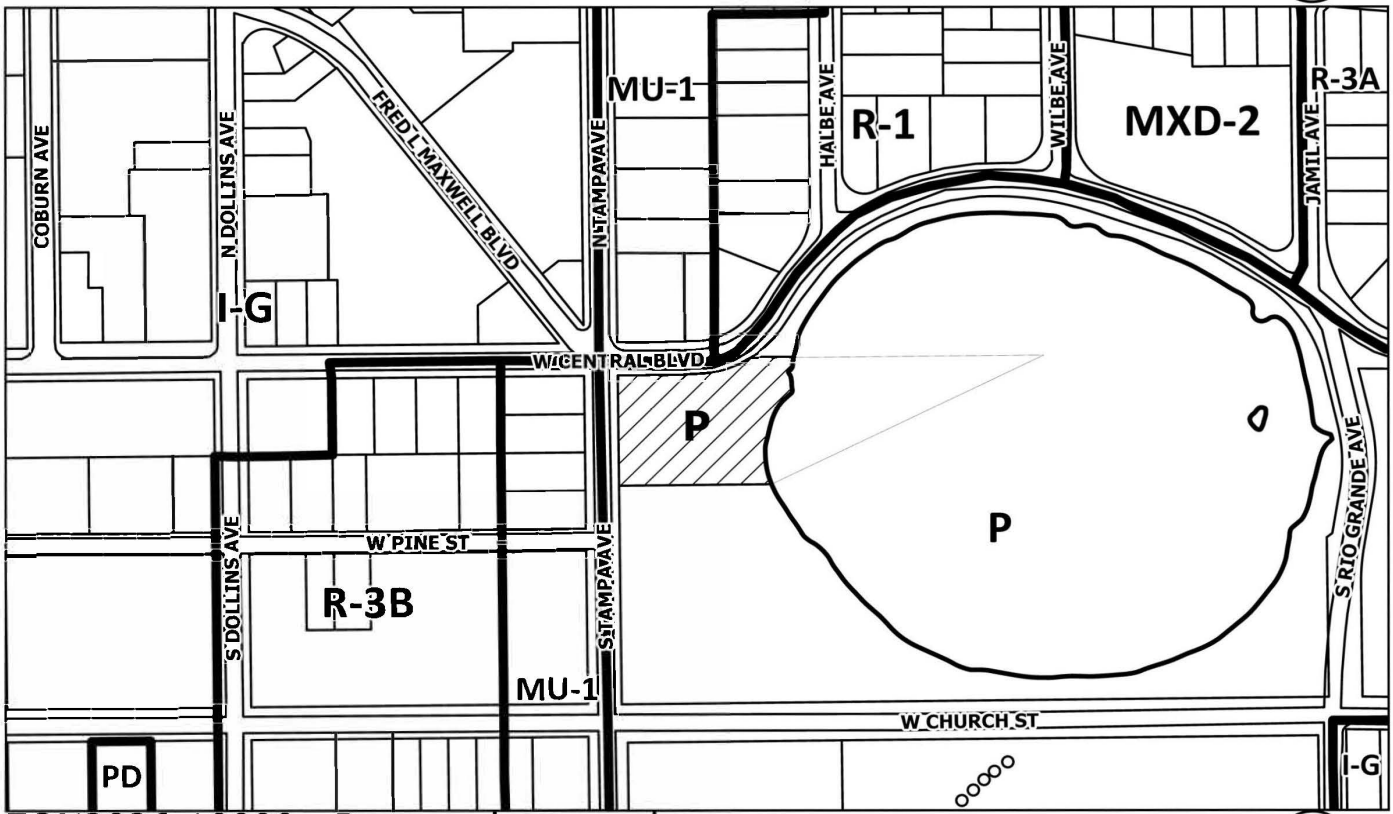 MU-1
R-3A
R-1
MXD-2
COBURN AVE
N DOLLINS AVE
FRED L MAXWELL BLVD
N TAMPA AVE
HALBE AVE
WILBE AVE
JAMIL AVE
I-G
W CENTRAL BLVD
P
P
S RIO GRANDE AVE
W PINE ST
S DOLLINS AVE
R-3B
S TAMPA AVE
MU-1
W CHURCH ST
PD
I-G